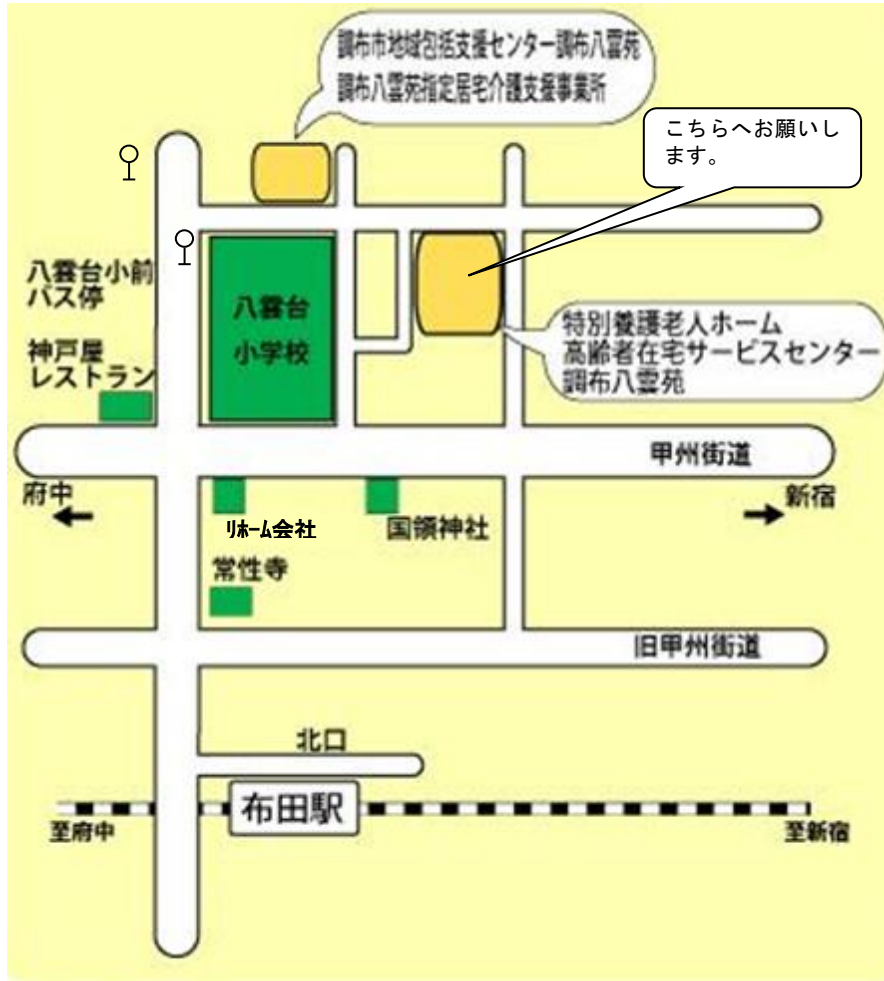 調布市地域包括支援センター調布八雲苑
調布八雲苑指定居宅介護支援事業所
こちらへお願いし
ます。
八雲台小前
バス停
神戸屋
レストラン
八雲台
小学校
特別養護老人ホーム
高齢者在宅サービスセンター
調布八雲苑
甲州街道
府中
新宿
ﾘﾎｰﾑ会社
国領神社
常性寺
旧甲州街道
北口
布田駅
至府中
至新宿